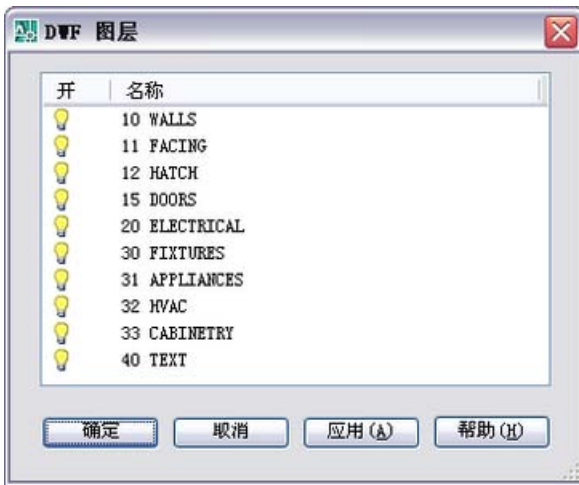 DWF 图层
开 名称
10 WALLS
11 FACING
12 HATCH
15 DOORS
20 ELECTRICAL
30 FIXTURES
31 APPLIANCES
32 HVAC
33 CABINETRY
40 TEXT
确定 取消 应用(A) 帮助(H)